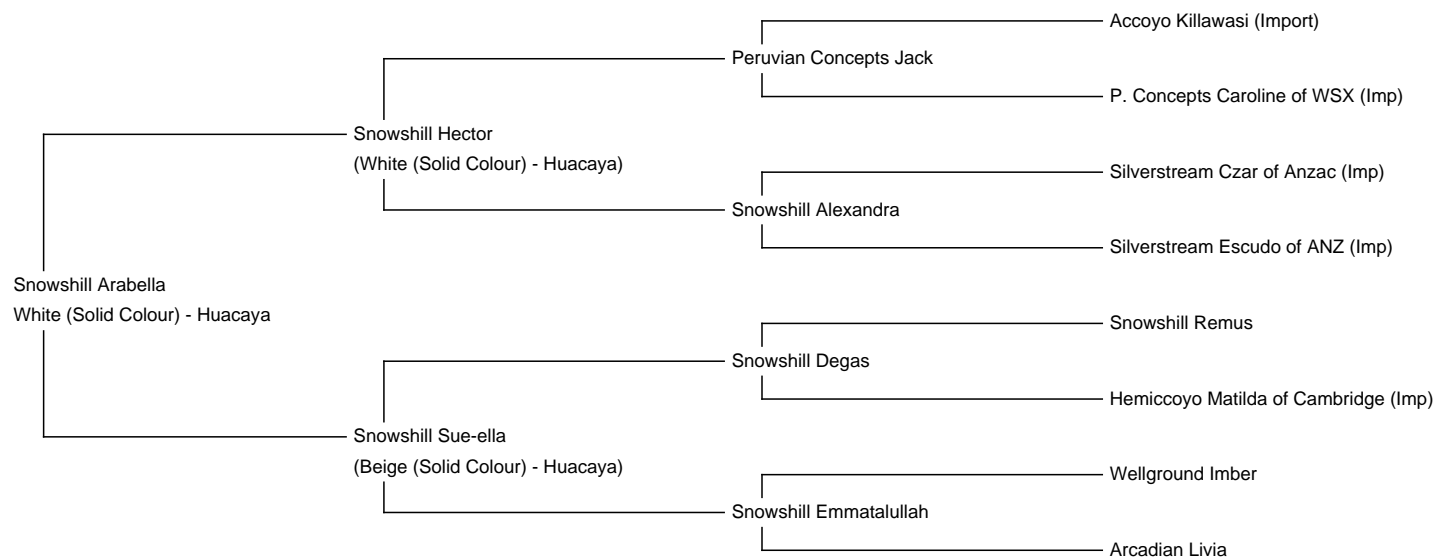 Accoyo Killawasi (Import)
Peruvian Concepts Jack
P. Concepts Caroline of WSX (Imp)
Snowshill Hector
(White (Solid Colour) - Huacaya)
Silverstream Czar of Anzac (Imp)
Snowshill Alexandra
Silverstream Escudo of ANZ (Imp)
Snowshill Arabella
White (Solid Colour) - Huacaya
Snowshill Remus
Snowshill Degas
Hemiccoyo Matilda of Cambridge (Imp)
Snowshill Sue-ella
(Beige (Solid Colour) - Huacaya)
Wellground Imber
Snowshill Emmatalullah
Arcadian Livia